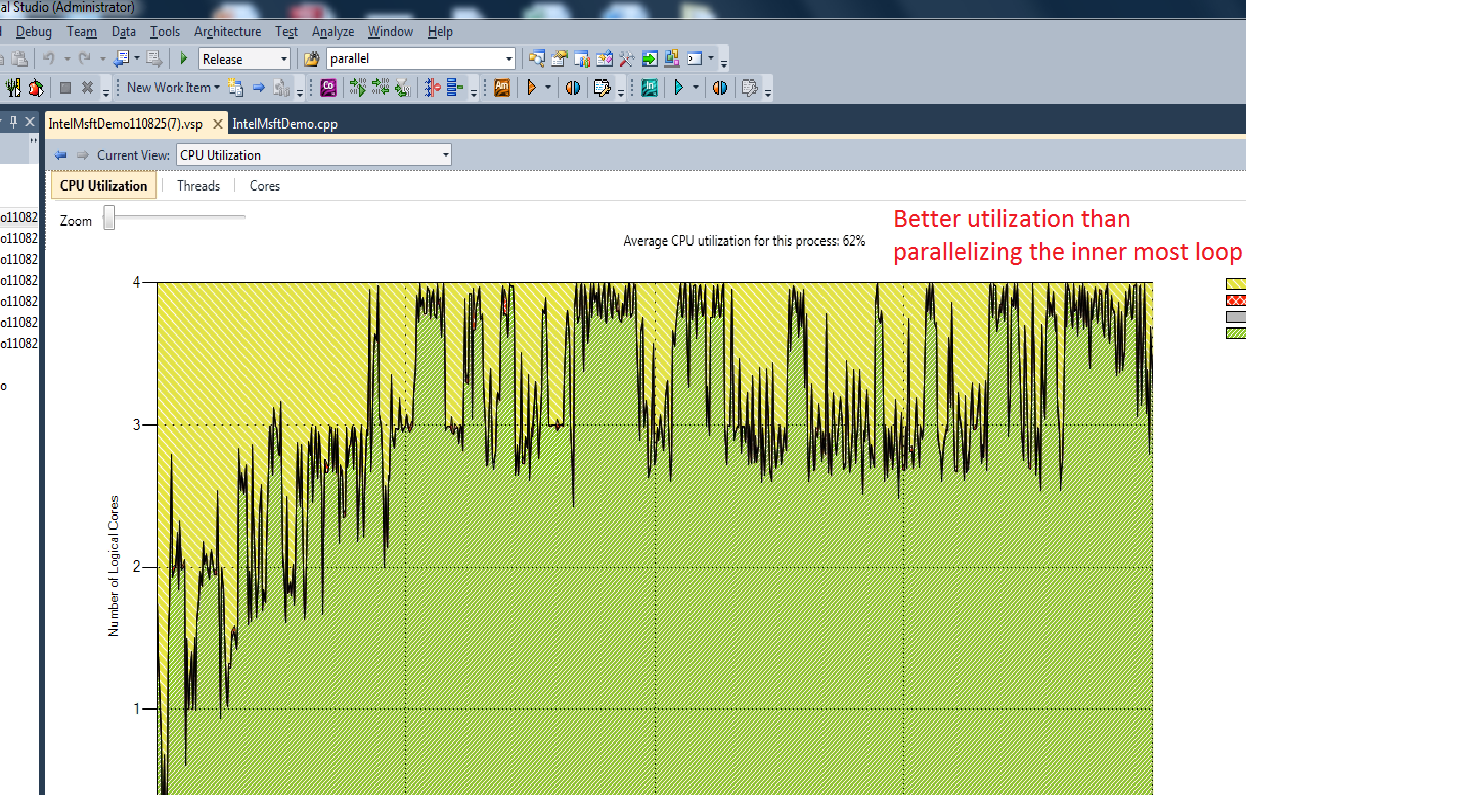 al Studio (Administrator)
Debug Team Data Tools Architecture Test Analyze Window Help
Release parallel
New Work Item Co Am In
IntelMsftDemo110825(7).vsp X IntelMsftDemo.cpp
Current View: CPU Utilization
CPU Utilization Threads Cores
Zoom
Average CPU utilization for this process: 62%
Better utilization than
parallelizing the inner most loop
o11082
o11082
o11082
o11082
o11082
o11082
o11082
o
4
3
2
1
Number of Logical Cores